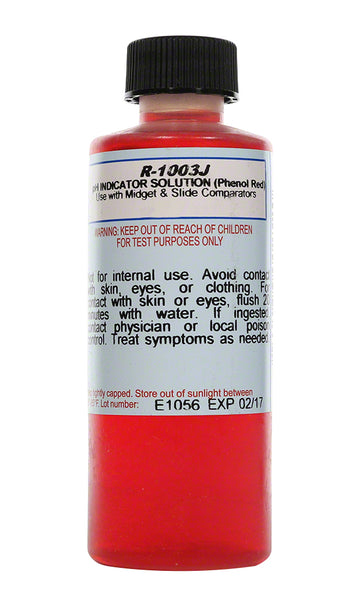 R-1003J
pH INDICATOR SOLUTION (Phenol Red)
Use with Midget & Slide Comparators
WARNING: KEEP OUT OF REACH OF CHILDREN
FOR TEST PURPOSES ONLY
Not for internal use. Avoid contact
with skin, eyes, or clothing. For
contact with skin or eyes, flush
minutes with water. If ingested
contact physician or local poison
control. Treat symptoms as needed.
tightly capped. Store out of sunlight between
Lot number: E1056 EXP 02/17